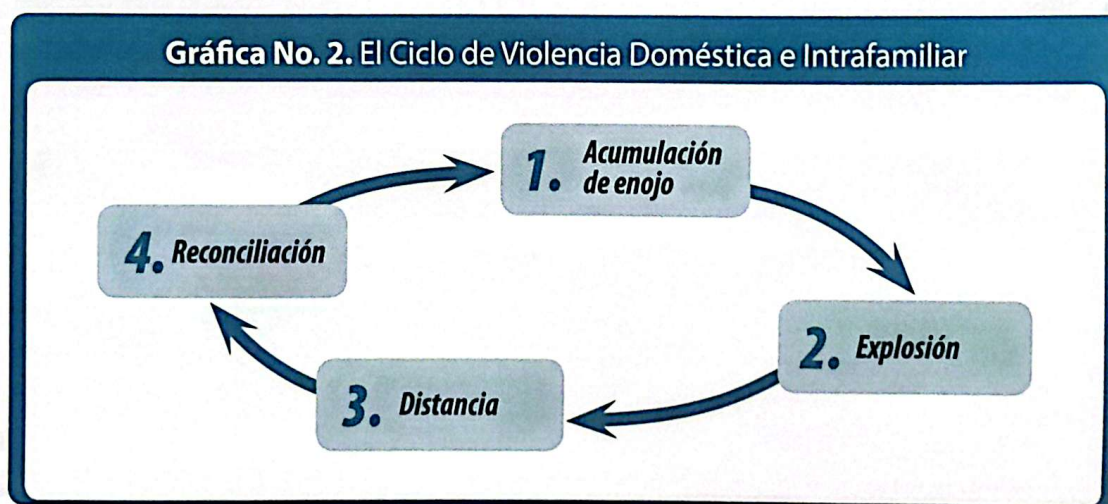 Gráfica No. 2. El Ciclo de Violencia Doméstica e Intrafamiliar
1. Acumulación
de enojo
2. Explosión
3. Distancia
4. Reconciliación